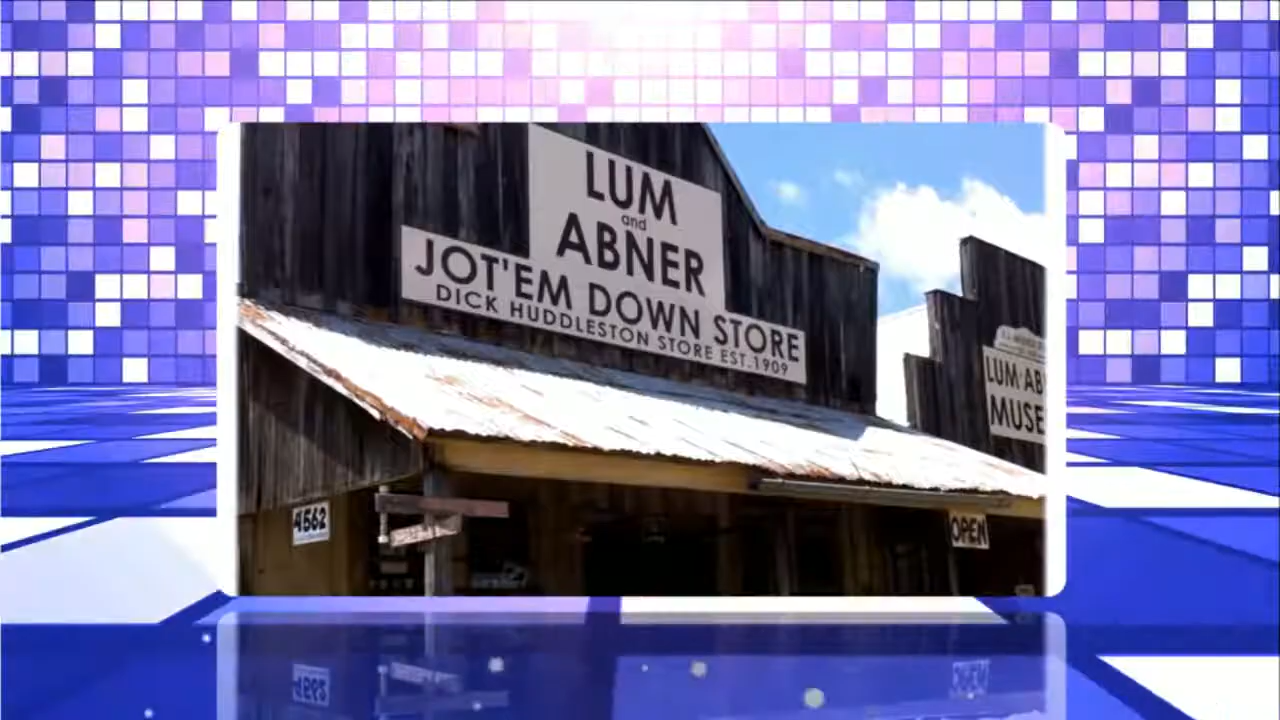 LUM
and
ABNER
JOT'EM DOWN STORE
DICK HUDDLESTON STORE EST.1909
LUM AB
MUSE
4562
OPEN